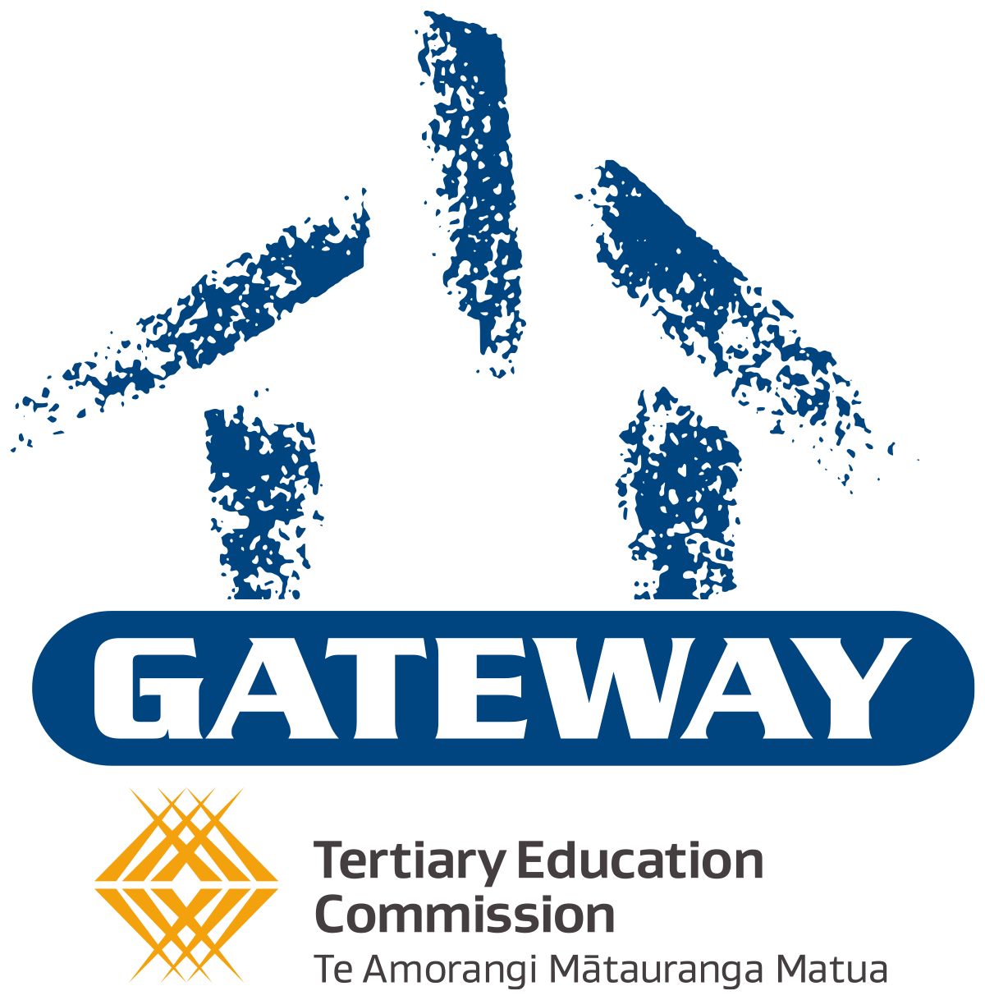 GATEWAY
Tertiary Education
Commission
Te Amorangi Mātauranga Matua